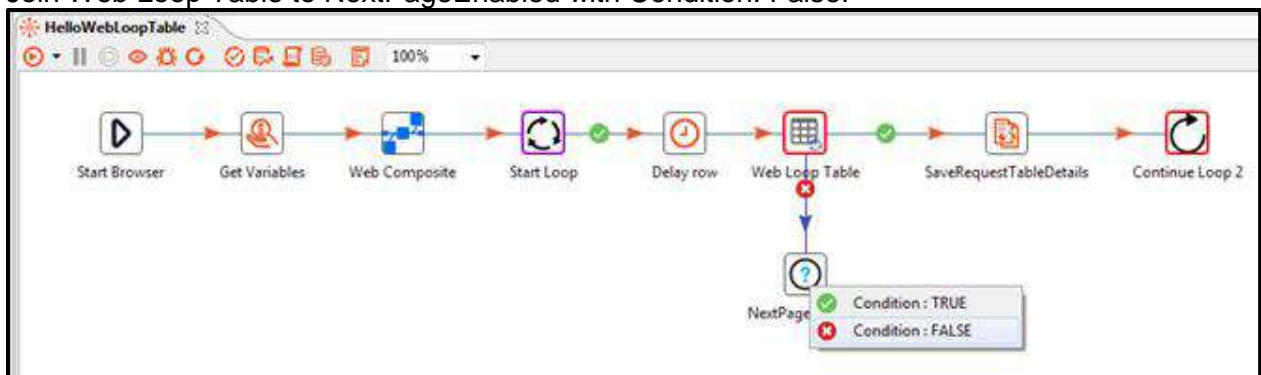 Join Web Loop Table to NextPageEnabled with Condition: False.
HelloWebLoopTable
100%
Start Browser
Get Variables
Web Composite
Start Loop
Delay row
Web Loop Table
SaveRequestTableDetails
Continue Loop 2
NextPage
Condition : TRUE
Condition : FALSE